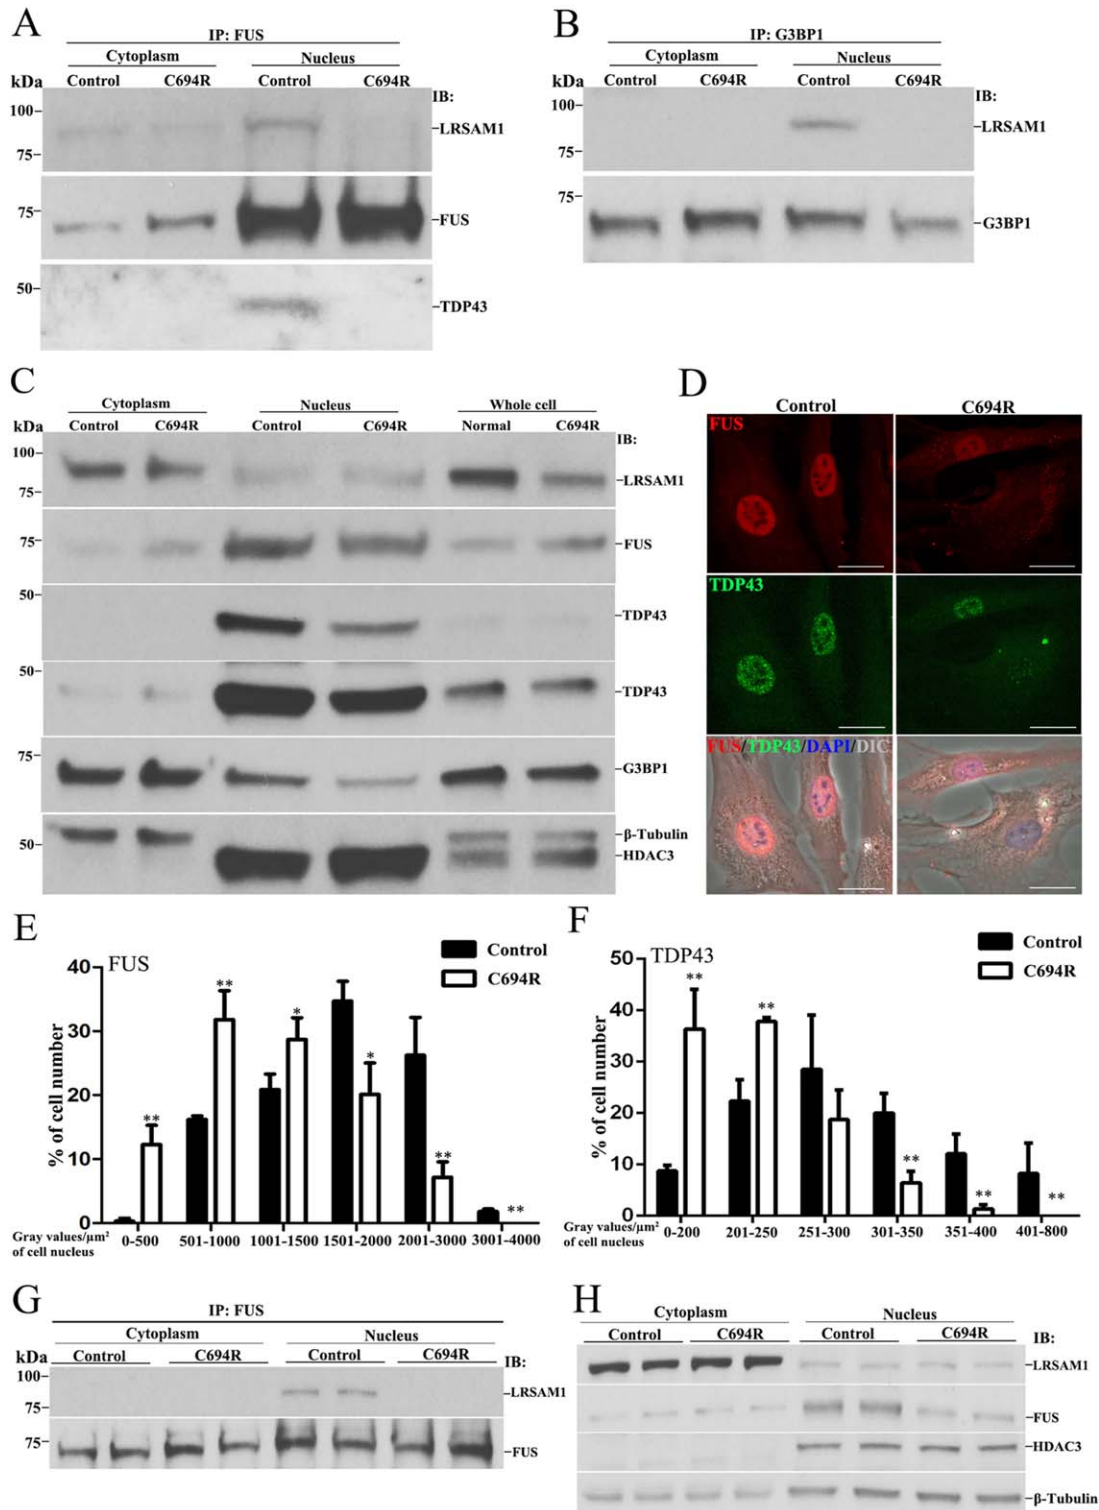 A
IP: FUS
Cytoplasm Nucleus
kDa Control C694R Control C694R
IB:
100
LRSAM1
75
75
FUS
50
TDP43
B
IP: G3BP1
Cytoplasm Nucleus
kDa Control C694R Control C694R
IB:
100
LRSAM1
75
75
G3BP1
C
Cytoplasm Nucleus Whole cell
kDa Control C694R Control C694R Normal C694R
IB:
100
LRSAM1
75
75
FUS
50
TDP43
50
TDP43
75
G3BP1
β-Tubulin
50
HDAC3
D
Control C694R
FUS
TDP43
FUS/TDP43/DAPI/DIC
E
FUS
Control
C694R
% of cell number
40
30
20
10
0
** ** * * ** **
Gray values/µm² of cell nucleus
0-500 501-1000 1001-1500 1501-2000 2001-3000 3001-4000
F
TDP43
Control
C694R
% of cell number
50
40
30
20
10
0
** ** ** ** **
Gray values/µm² of cell nucleus
0-200 201-250 251-300 301-350 351-400 401-800
G
IP: FUS
Cytoplasm Nucleus
kDa Control C694R Control C694R
IB:
100
LRSAM1
75
75
FUS
H
Cytoplasm Nucleus
Control C694R Control C694R
IB:
LRSAM1
FUS
HDAC3
β-Tubulin